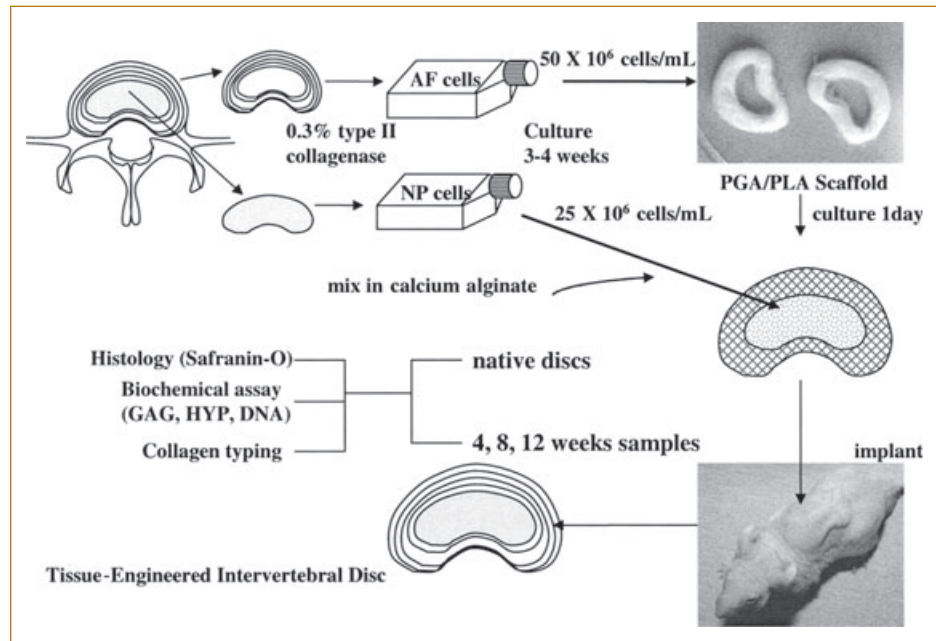 AF cells
50 X 10⁶ cells/mL
0.3% type II
collagenase
Culture
3-4 weeks
PGA/PLA Scaffold
culture 1day
NP cells
25 X 10⁶ cells/mL
mix in calcium alginate
Histology (Safranin-O)
Biochemical assay
(GAG, HYP, DNA)
Collagen typing
native discs
4, 8, 12 weeks samples
implant
Tissue-Engineered Intervertebral Disc